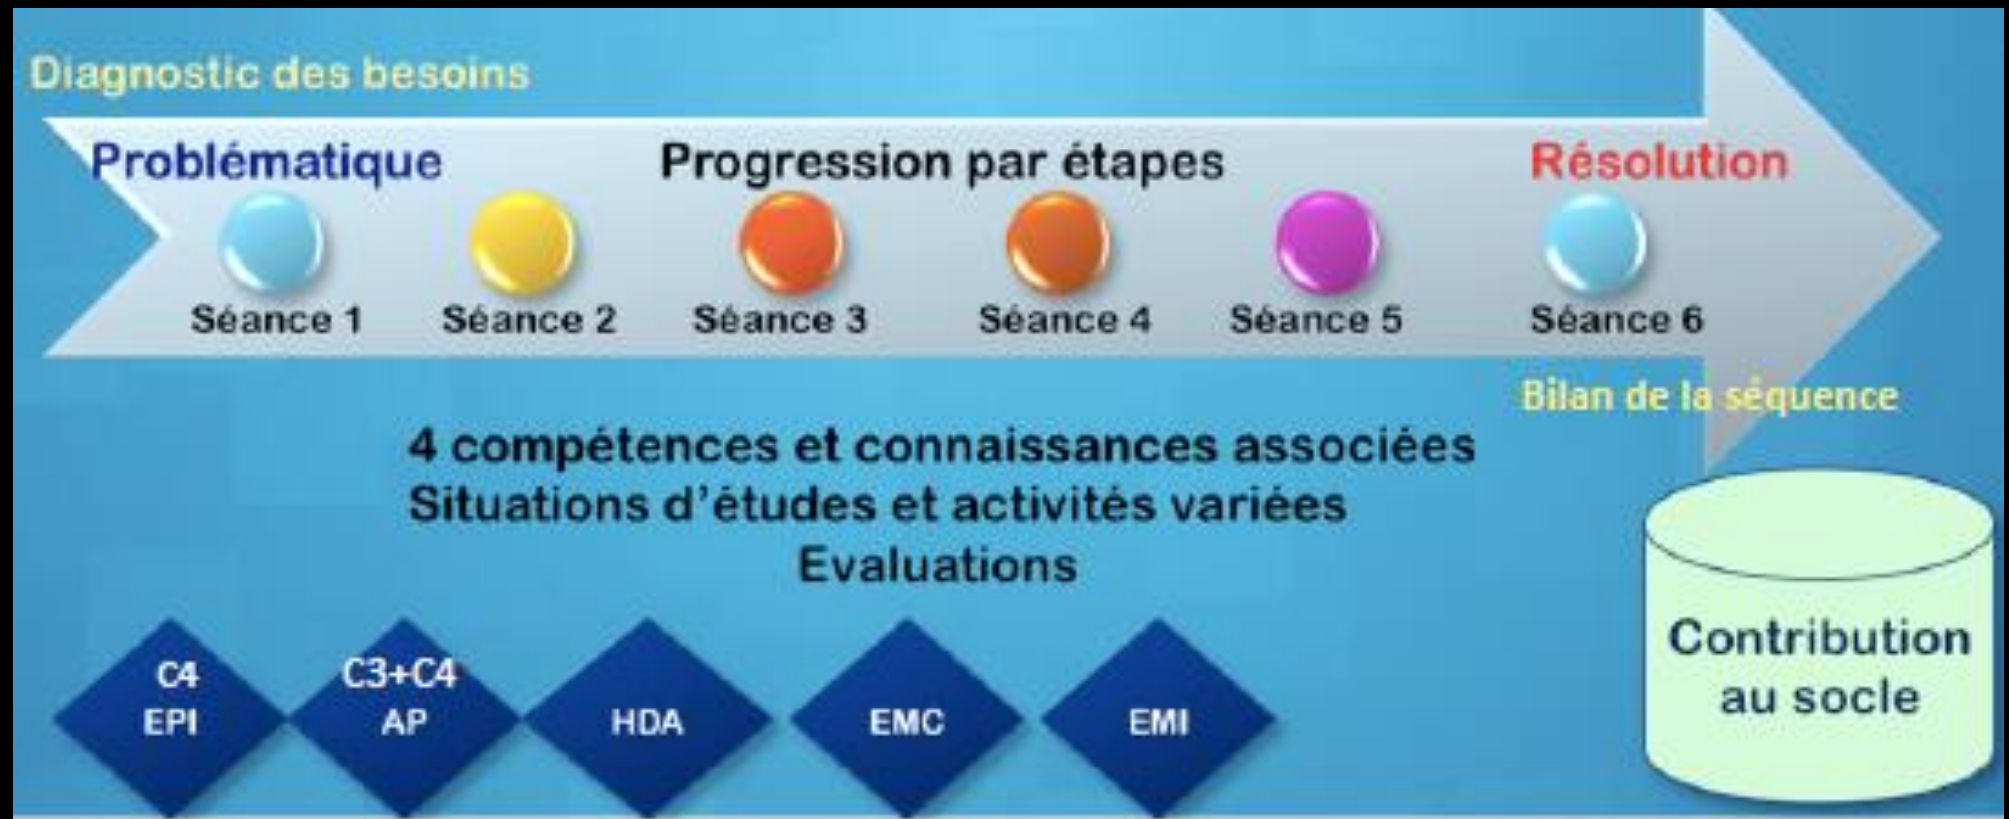 Diagnostic des besoins
Problématique
Progression par étapes
Résolution
Séance 1
Séance 2
Séance 3
Séance 4
Séance 5
Séance 6
Bilan de la séquence
4 compétences et connaissances associées
Situations d’études et activités variées
Evaluations
C4
EPI
C3+C4
AP
HDA
EMC
EMI
Contribution
au socle